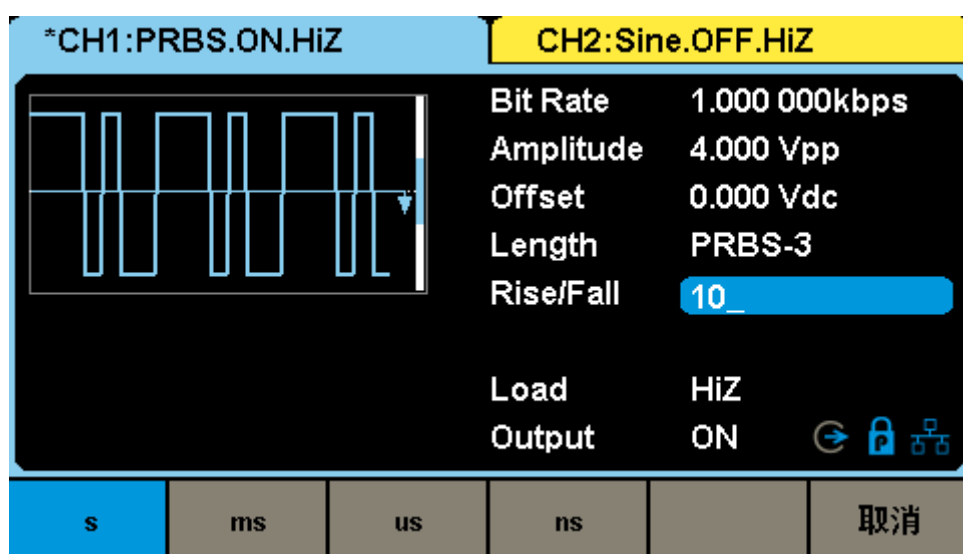 *CH1:PRBS.ON.HiZ CH2:Sine.OFF.HiZ
Bit Rate 1.000 000kbps
Amplitude 4.000 Vpp
Offset 0.000 Vdc
Length PRBS-3
Rise/Fall 10_
Load HiZ
Output ON P
s ms us ns 取消